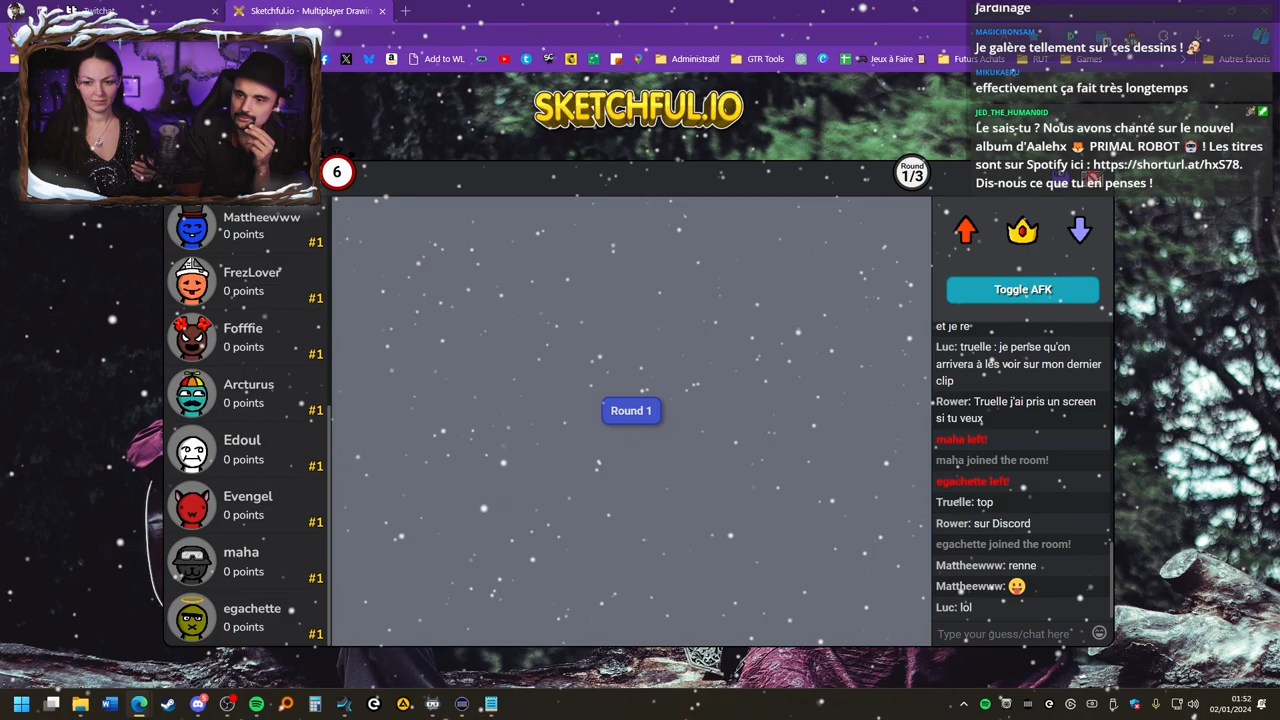 Twitchat
Sketchful.io - Multiplayer Drawin
Add to WL
Administratif
GTR Tools
Jeux à Faire
Futurs Achats
RUT
Games
Autres favoris
jardinage
MAGICIRONSAM
Je galère tellement sur ces dessins !
MIKUKAERU
effectivement ça fait très longtemps
JED_THE_HUMAN0ID
Le sais-tu ? Nous avons chanté sur le nouvel
album d'Aalehx PRIMAL ROBOT ! Les titres
sont sur Spotify ici : https://shorturl.at/hxS78.
Dis-nous ce que tu en penses !
SKETCHFUL.IO
6
Round
1/3
Mattheewww
0 points
#1
FrezLover
0 points
#1
Fofffie
0 points
#1
Arcturus
0 points
#1
Edoul
0 points
#1
Evengel
0 points
#1
maha
0 points
#1
egachette
0 points
#1
Round 1
Toggle AFK
et je re
Luc: truelle : je pense qu'on
arrivera à les voir sur mon dernier
clip
Rower: Truelle j'ai pris un screen
si tu veux
maha left!
maha joined the room!
egachette left!
Truelle: top
Rower: sur Discord
egachette joined the room!
Mattheewww: renne
Mattheewww:
Luc: lol
Type your guess/chat here
01:52
02/01/2024